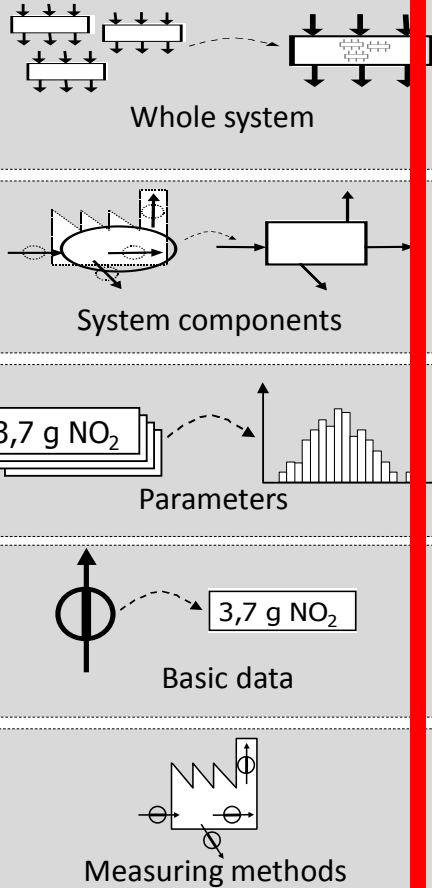 Whole system
System components
3,7 g NO₂
Parameters
3,7 g NO₂
Basic data
Measuring methods